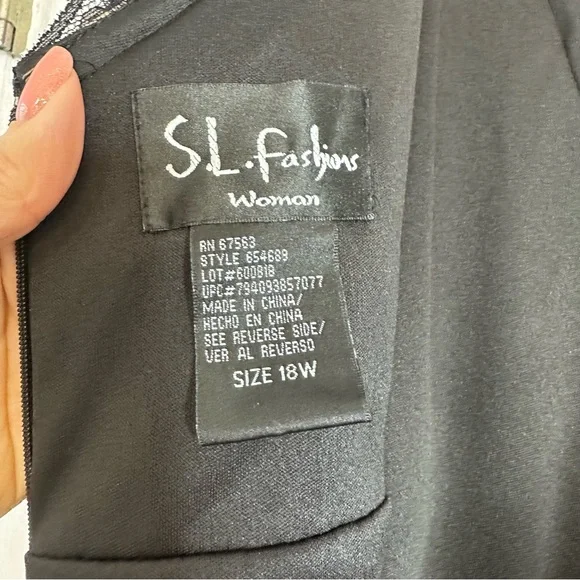 S.L. Fashions
Woman
RN 67563
STYLE 654689
LOT#600818
UPC#794093857077
MADE IN CHINA/
HECHO EN CHINA
SEE REVERSE SIDE/
VER AL REVERSO
SIZE 18W